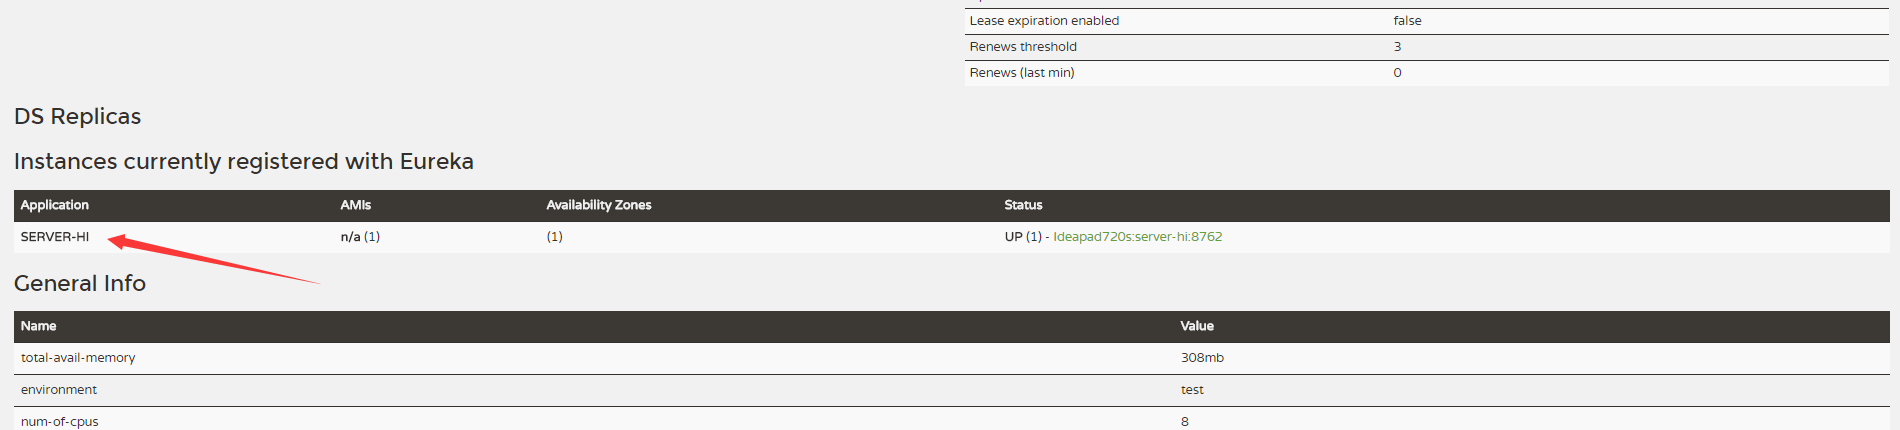 Lease expiration enabled false
Renews threshold 3
Renews (last min) 0
DS Replicas
Instances currently registered with Eureka
Application AMIs Availability Zones Status
SERVER-HI n/a (1) (1) UP (1) - Ideapad720s:server-hi:8762
General Info
Name Value
total-avail-memory 308mb
environment test
num-of-cpus 8